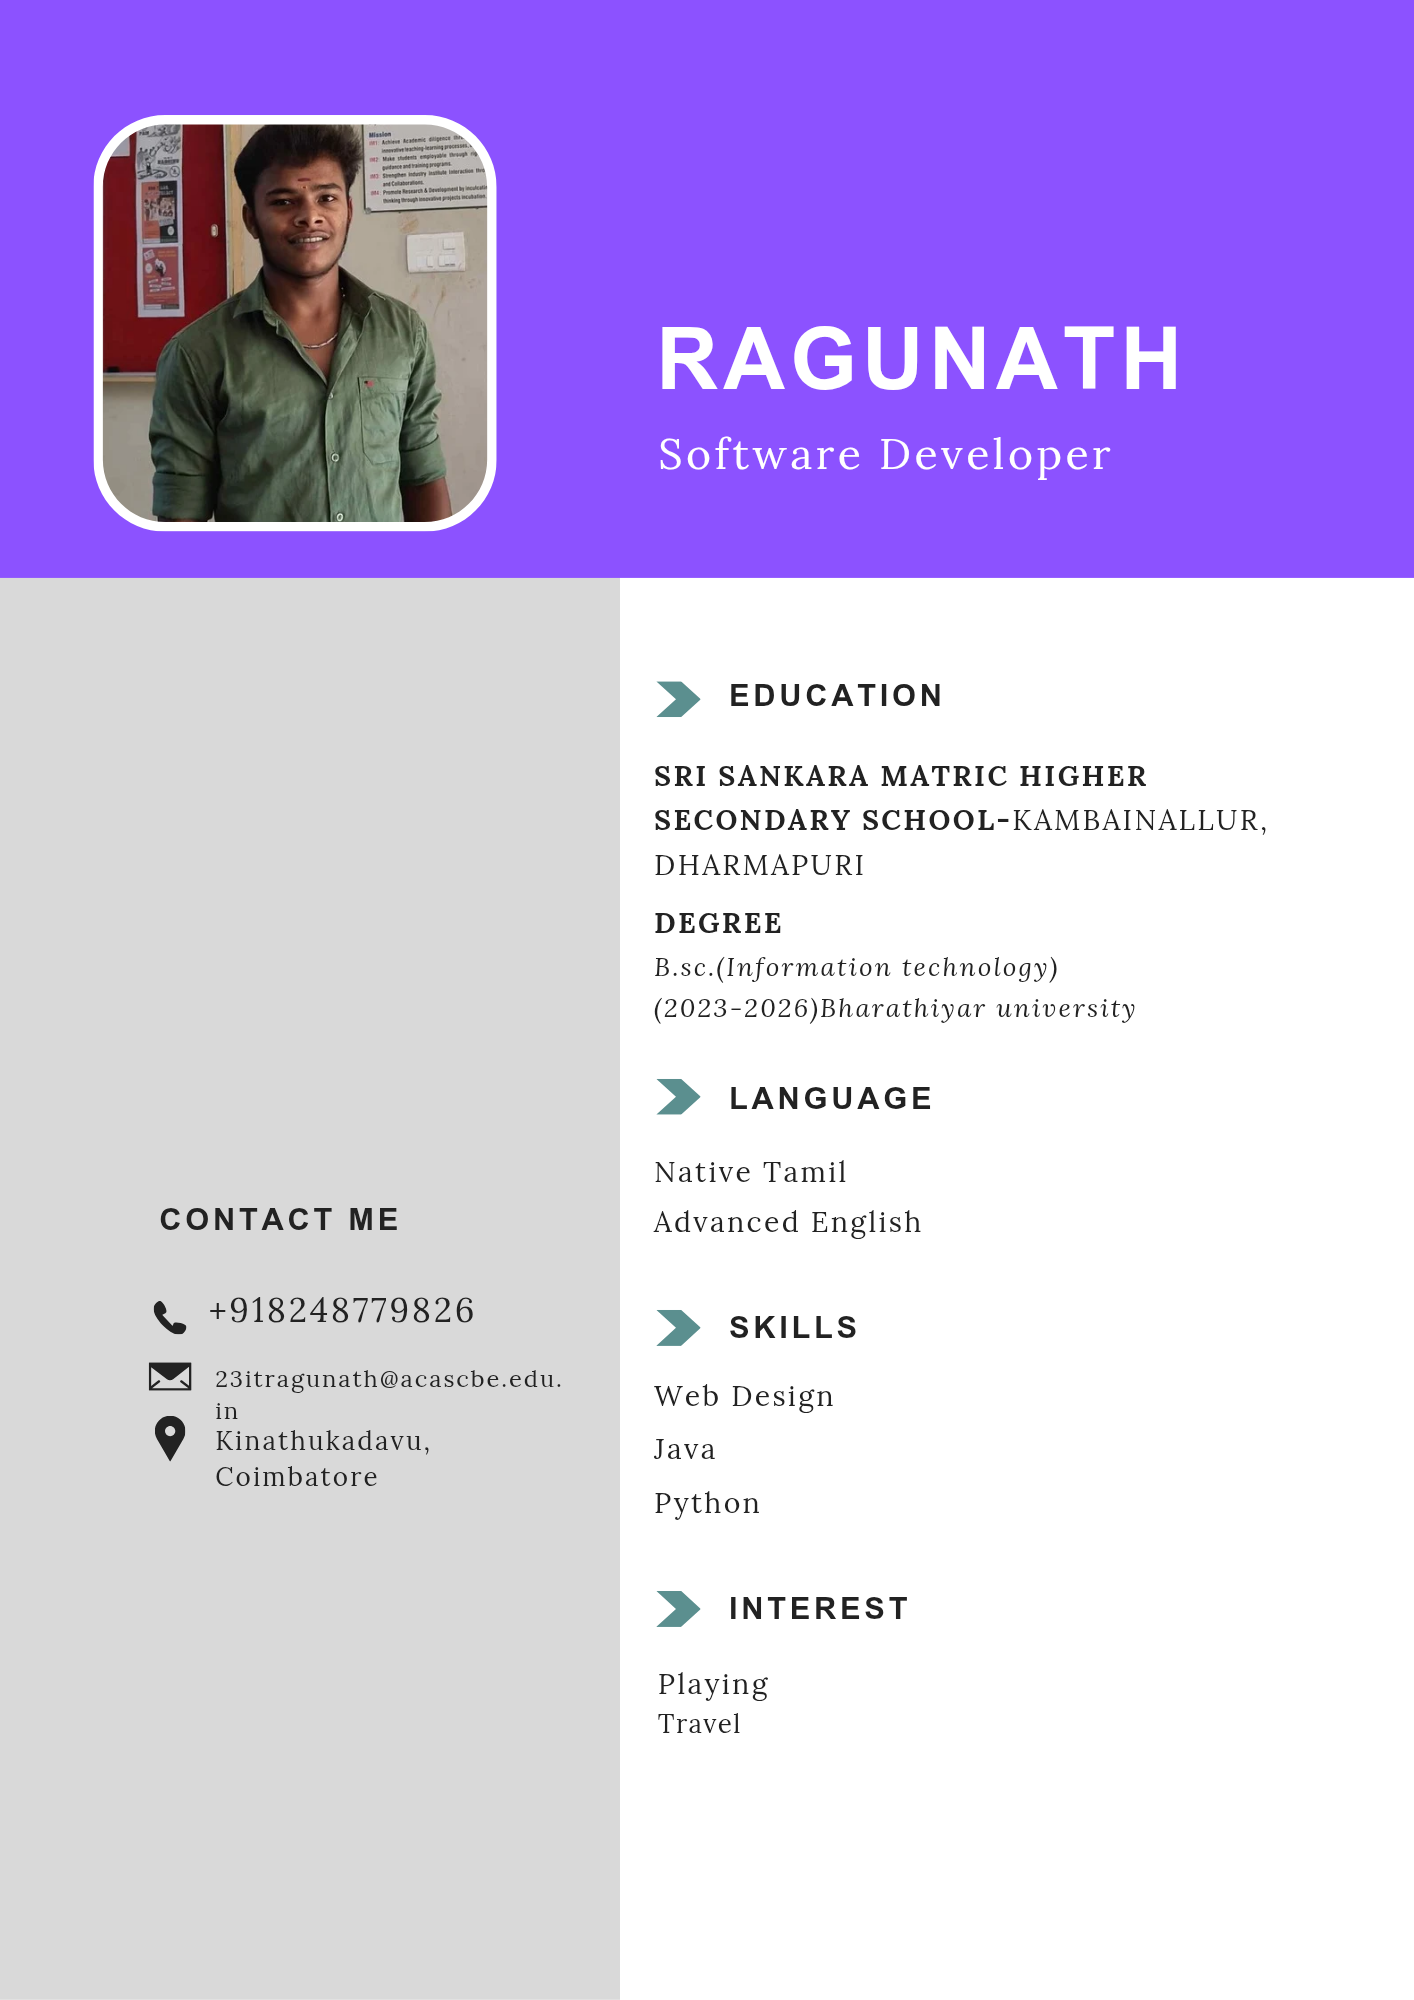 Mission
RAGUNATH
Software Developer
EDUCATION
SRI SANKARA MATRIC HIGHER
SECONDARY SCHOOL-KAMBAINALLUR,
DHARMAPURI
DEGREE
B.sc.(Information technology)
(2023-2026)Bharathiyar university
LANGUAGE
Native Tamil
Advanced English
CONTACT ME
+918248779826
23itragunath@acascbe.edu.
in
Kinathukadavu,
Coimbatore
SKILLS
Web Design
Java
Python
INTEREST
Playing
Travel